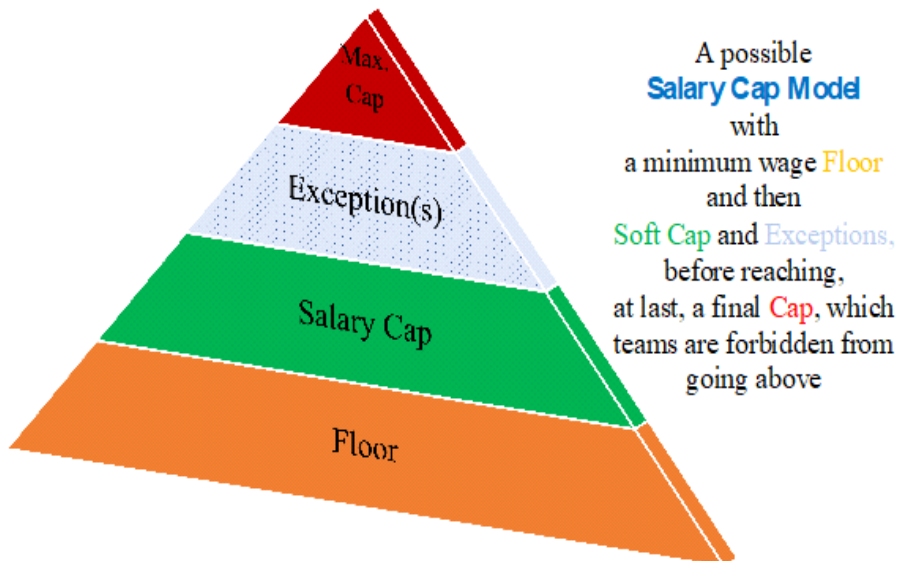 Max.
Cap
Exception(s)
Salary Cap
Floor
A possible
Salary Cap Model
with
a minimum wage Floor
and then
Soft Cap and Exceptions,
before reaching,
at last, a final Cap, which
teams are forbidden from
going above